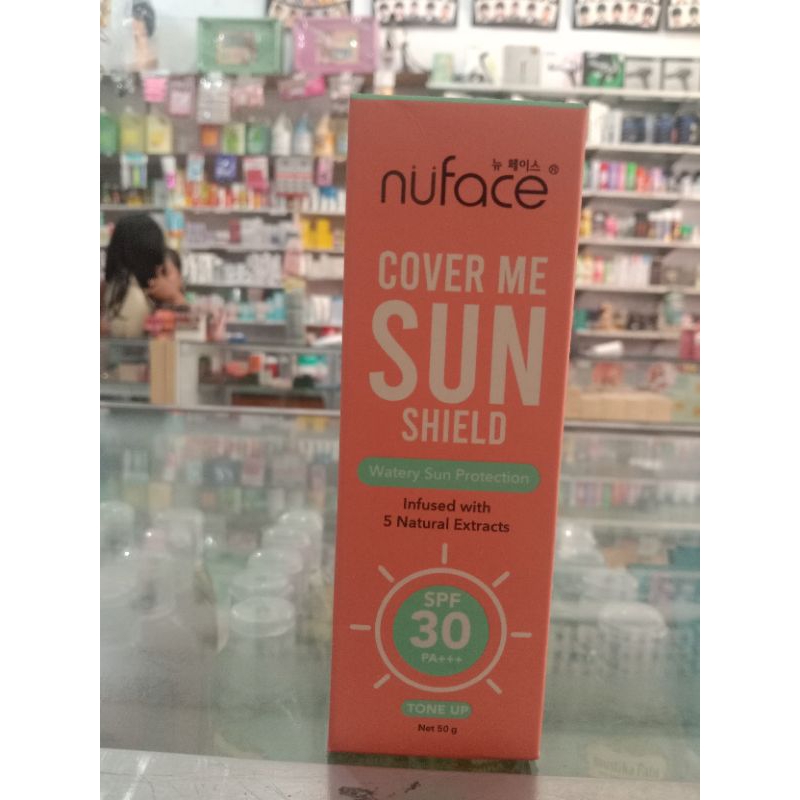 뉴 페이스 ®
nüface
COVER ME
SUN
SHIELD
Watery Sun Protection
Infused with
5 Natural Extracts
SPF
30
PA+++
TONE UP
Net 50 g